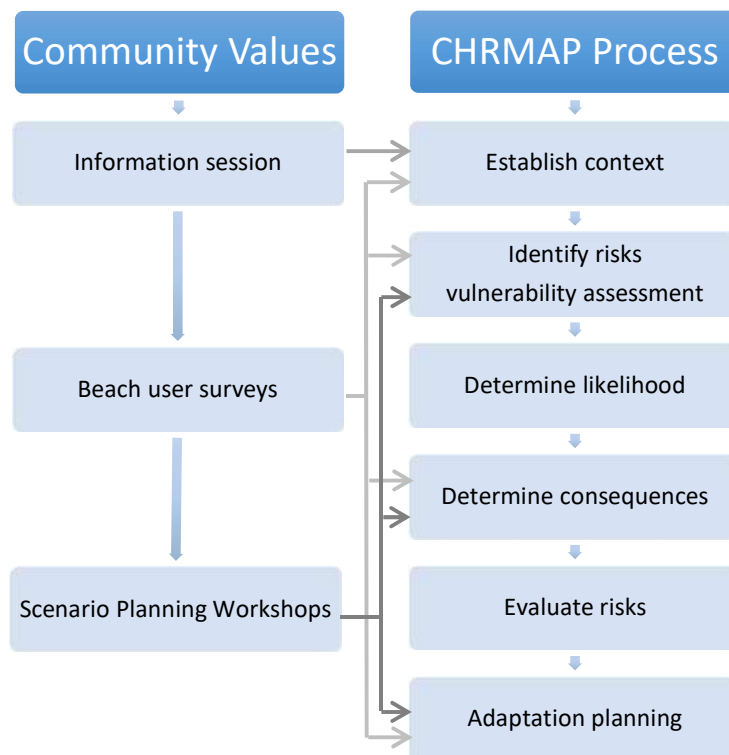 Community Values
CHRMAP Process
Information session
Establish context
Identify risks
vulnerability assessment
Beach user surveys
Determine likelihood
Determine consequences
Scenario Planning Workshops
Evaluate risks
Adaptation planning